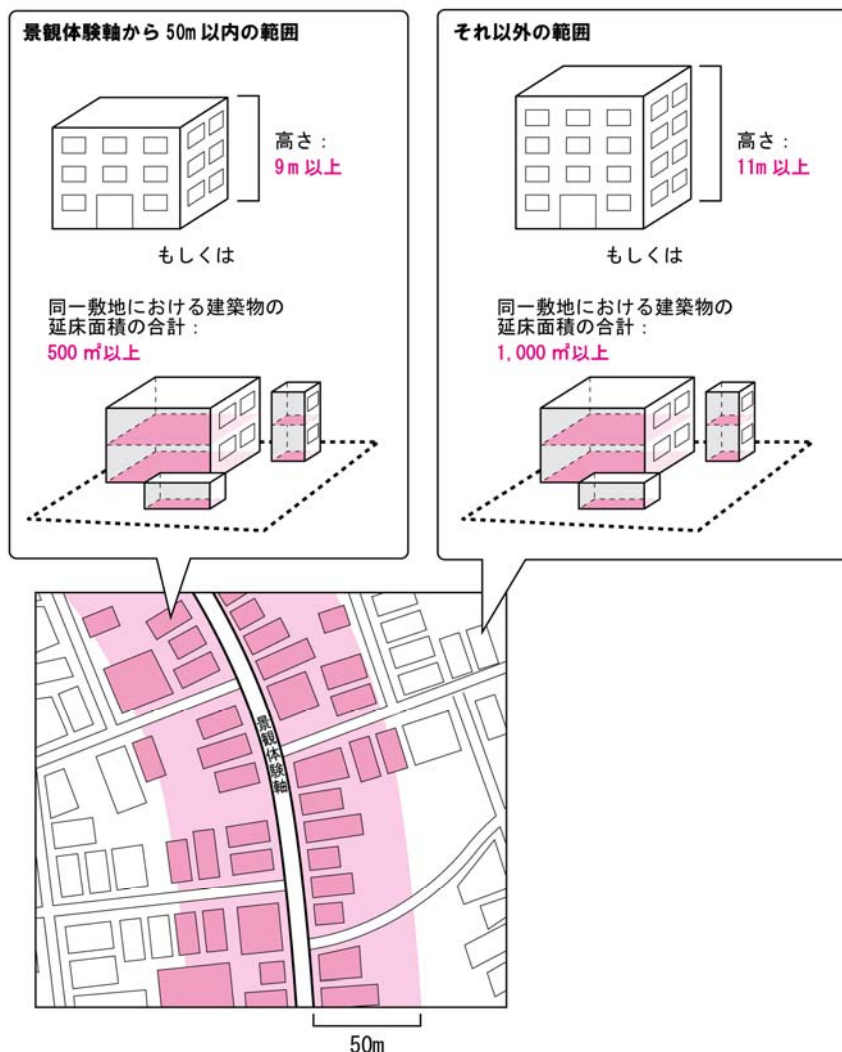 景観体験軸から50m以内の範囲
高さ：
9m以上
もしくは
同一敷地における建築物の
延床面積の合計：
500㎡以上
それ以外の範囲
高さ：
11m以上
もしくは
同一敷地における建築物の
延床面積の合計：
1,000㎡以上
景観体験軸
50m